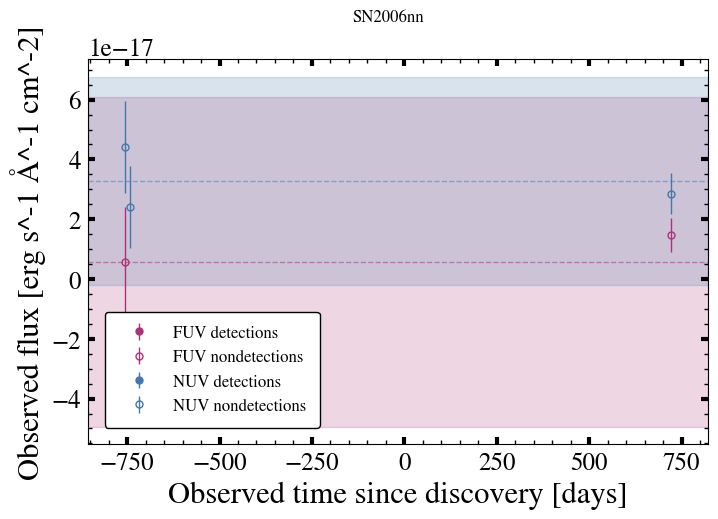 SN2006nn
1e−17
Observed flux [erg s^-1 Å^-1 cm^-2]
6
4
2
0
−2
−4
FUV detections
FUV nondetections
NUV detections
NUV nondetections
−750 −500 −250 0 250 500 750
Observed time since discovery [days]